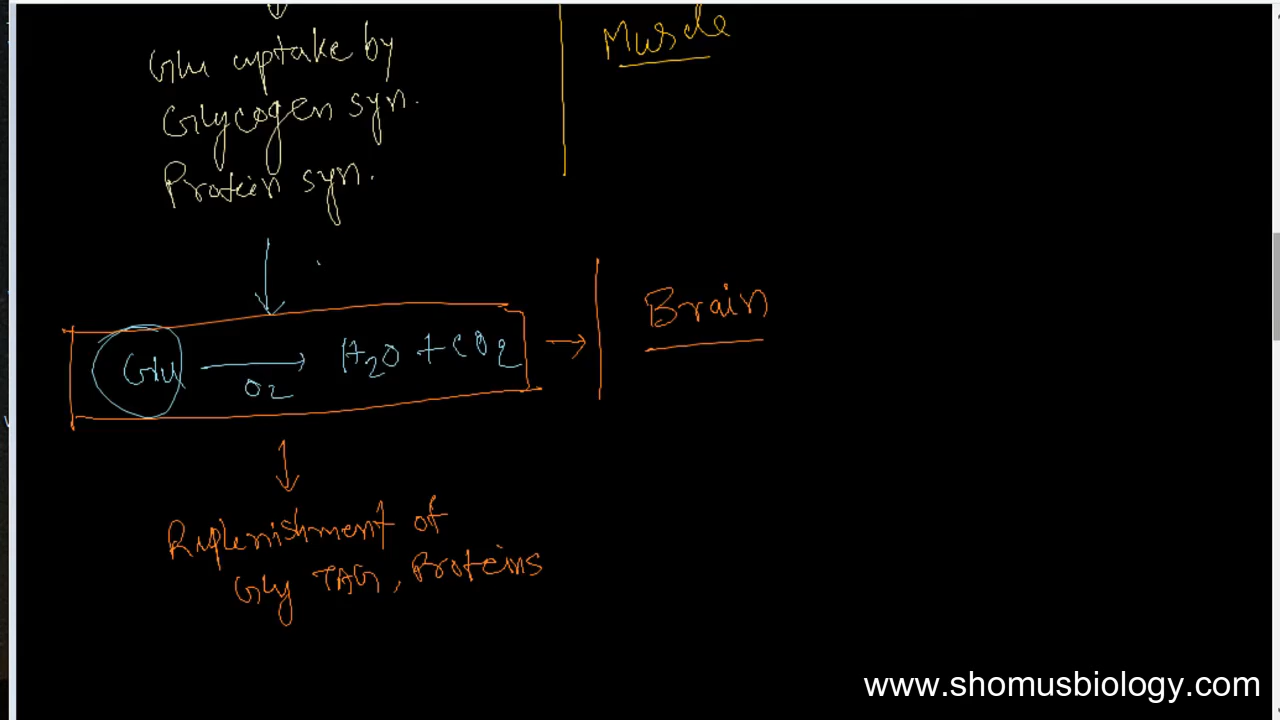 Glu uptake by
Glycogen syn.
Protein syn.
Muscle
Glu → O2 H2O + CO2 →
Brain
Replenishment of
Gly TAG, Proteins
www.shomusbiology.com